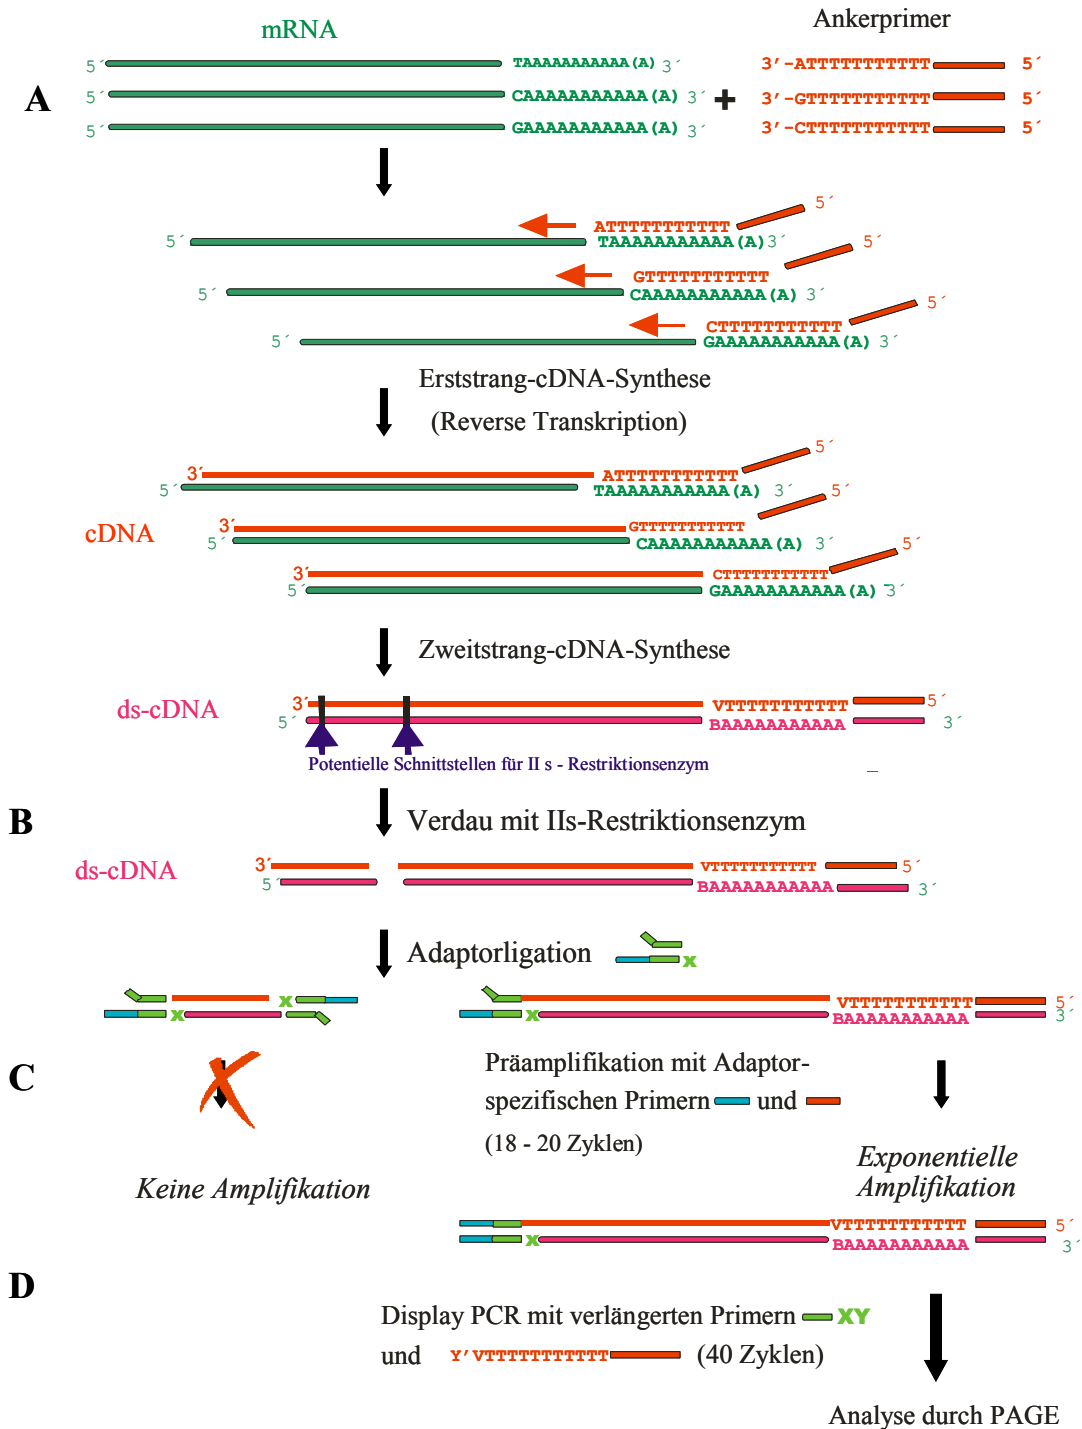 mRNA
Ankerprimer
A
5´ TAAAAAAAAAAA(A) 3´ 3’-ATTTTTTTTTTT 5´
5´ CAAAAAAAAAAA(A) 3´ + 3’-GTTTTTTTTTTT 5´
5´ GAAAAAAAAAAA(A) 3´ 3’-CTTTTTTTTTTT 5´
ATTTTTTTTTTT 5´
5´ TAAAAAAAAAAA(A) 3´
GTTTTTTTTTTT 5´
5´ CAAAAAAAAAAA(A) 3´
CTTTTTTTTTTT 5´
5´ GAAAAAAAAAAA(A) 3´
Erststrang-cDNA-Synthese
(Reverse Transkription)
3´ ATTTTTTTTTTT 5´
5´ TAAAAAAAAAAA(A) 3´
cDNA
3´ GTTTTTTTTTTT 5´
5´ CAAAAAAAAAAA(A) 3´
3´ CTTTTTTTTTTT 5´
5´ GAAAAAAAAAAA(A) 3´
Zweitstrang-cDNA-Synthese
ds-cDNA
3´ VTTTTTTTTTTT 5´
5´ BAAAAAAAAAAA 3´
Potentielle Schnittstellen für II s - Restriktionsenzym
B
Verdau mit IIs-Restriktionsenzym
ds-cDNA
3´ VTTTTTTTTTTT 5´
5´ BAAAAAAAAAAA 3´
Adaptorligation
X
X
X
VTTTTTTTTTTT 5´
X BAAAAAAAAAAA 3´
C
Präamplifikation mit Adaptor-
spezifischen Primern und
(18 - 20 Zyklen)
Keine Amplifikation
Exponentielle
Amplifikation
VTTTTTTTTTTT 5´
X BAAAAAAAAAAA 3´
D
Display PCR mit verlängerten Primern XY
und Y’VTTTTTTTTTTT (40 Zyklen)
Analyse durch PAGE